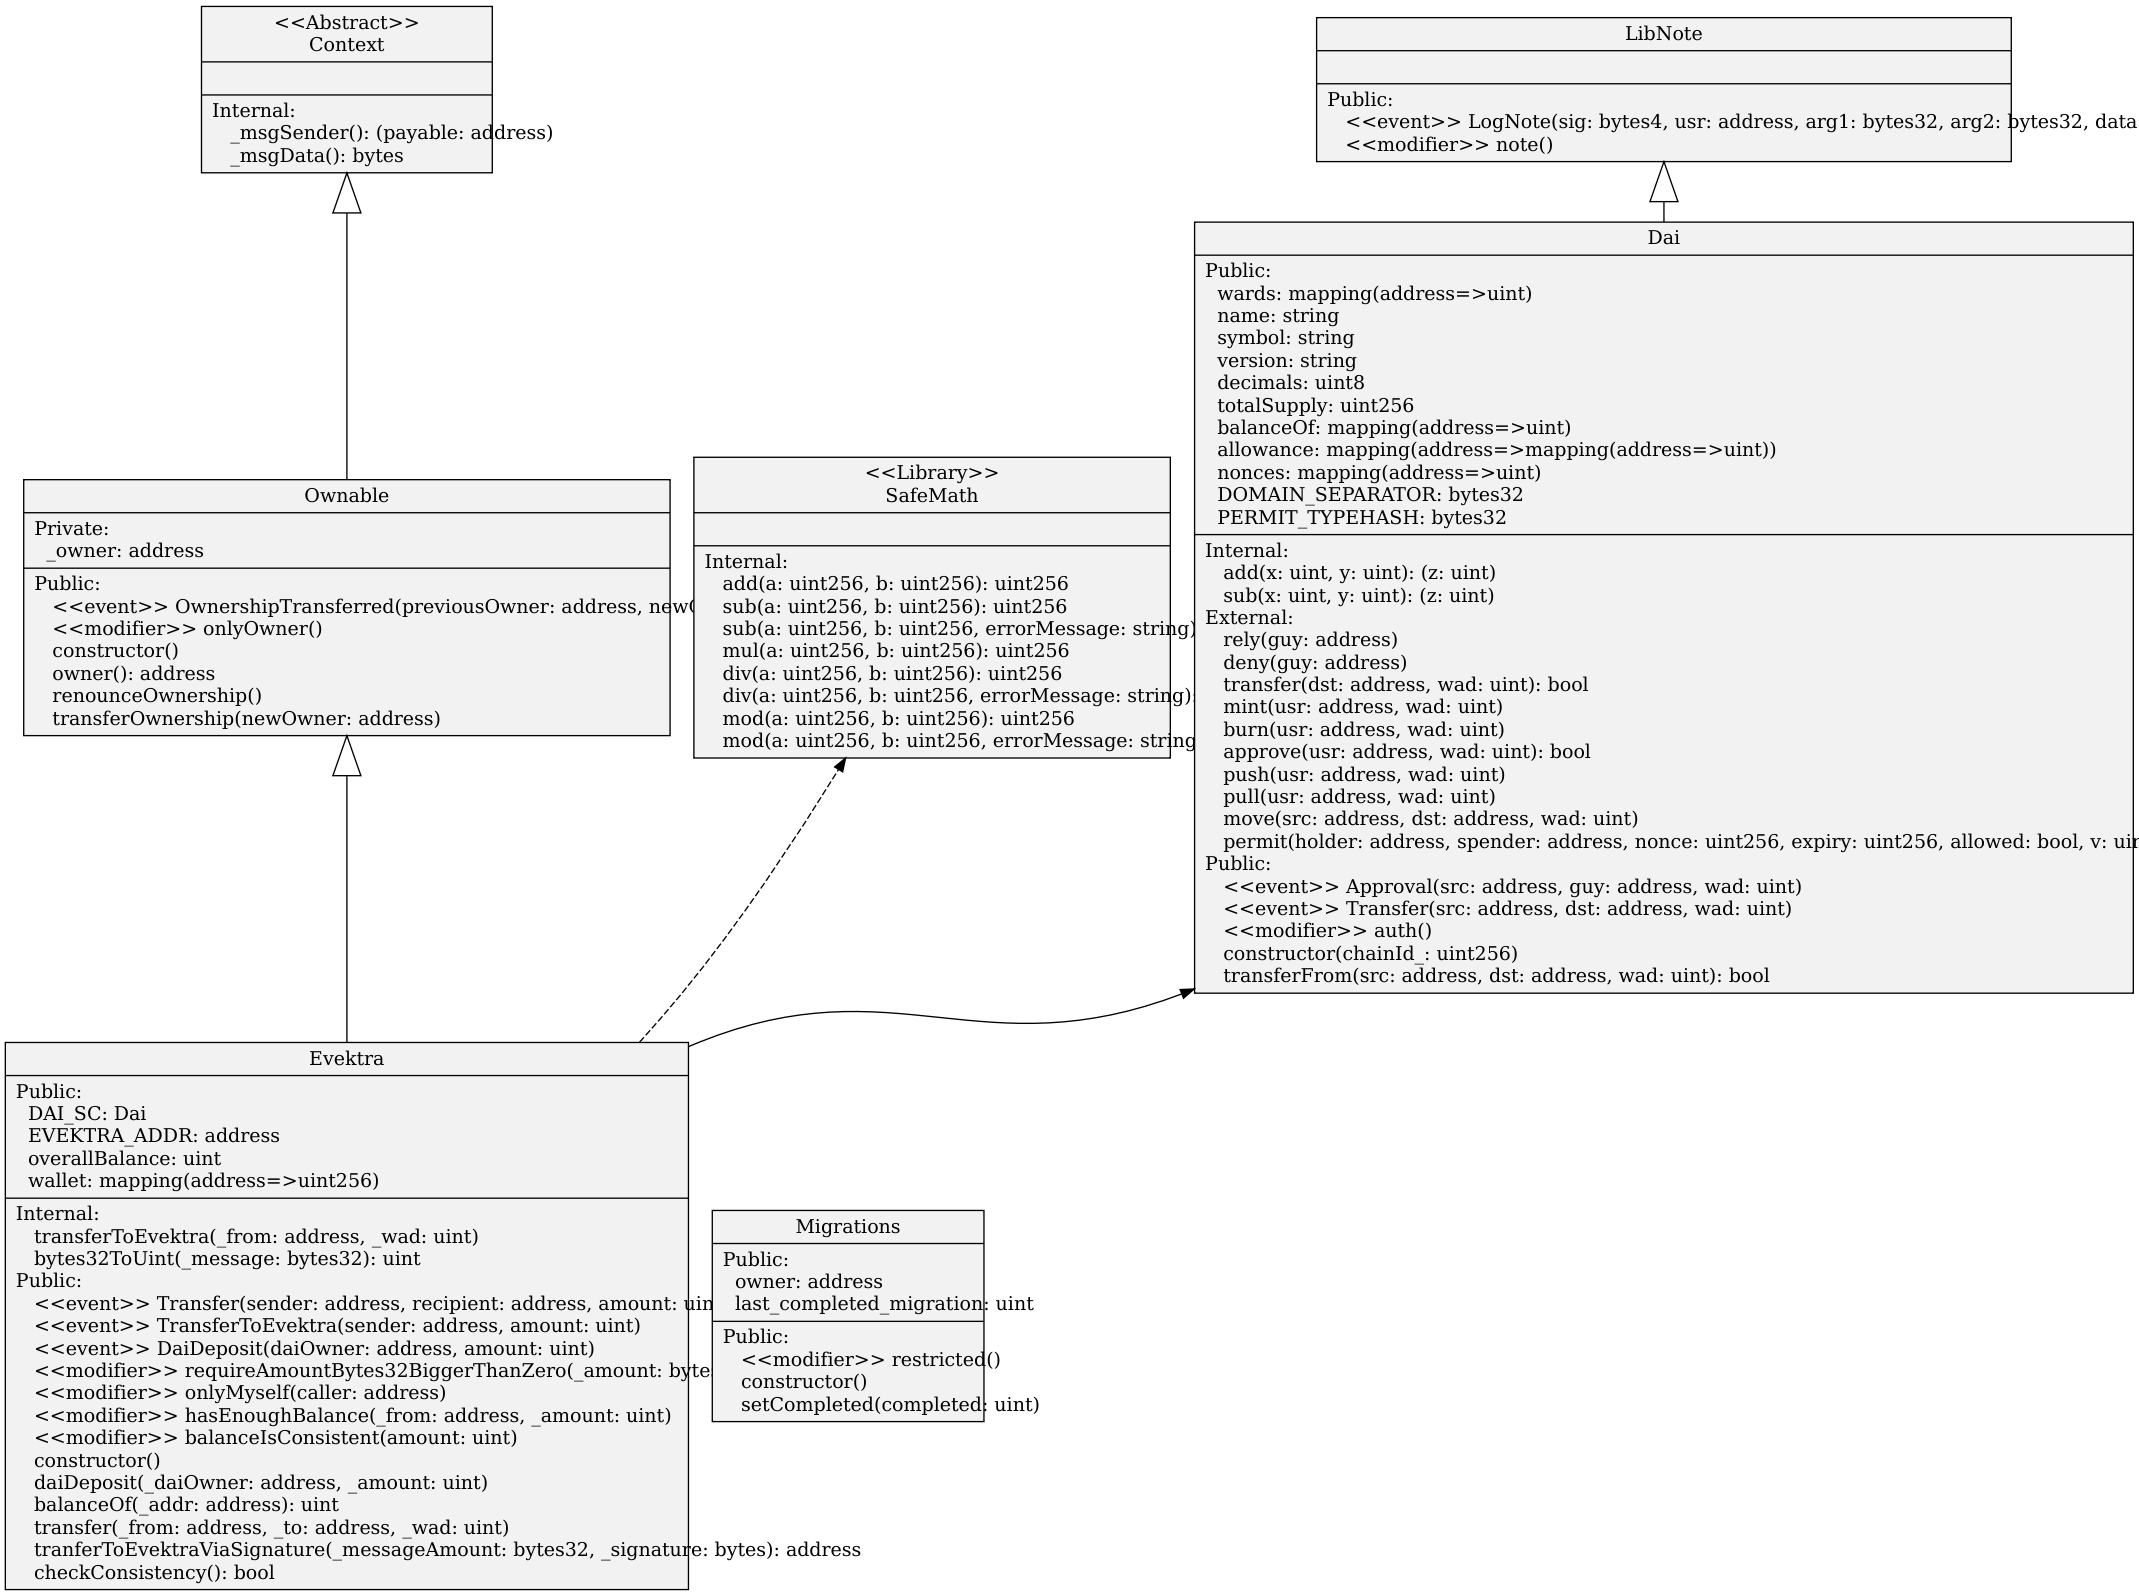 <<Abstract>>
Context
Internal:
_msgSender(): (payable: address)
_msgData(): bytes
LibNote
Public:
<<event>> LogNote(sig: bytes4, usr: address, arg1: bytes32, arg2: bytes32, data
<<modifier>> note()
Dai
Public:
wards: mapping(address=>uint)
name: string
symbol: string
version: string
decimals: uint8
totalSupply: uint256
balanceOf: mapping(address=>uint)
allowance: mapping(address=>mapping(address=>uint))
nonces: mapping(address=>uint)
DOMAIN_SEPARATOR: bytes32
PERMIT_TYPEHASH: bytes32
Internal:
add(x: uint, y: uint): (z: uint)
sub(x: uint, y: uint): (z: uint)
External:
rely(guy: address)
deny(guy: address)
transfer(dst: address, wad: uint): bool
mint(usr: address, wad: uint)
burn(usr: address, wad: uint)
approve(usr: address, wad: uint): bool
push(usr: address, wad: uint)
pull(usr: address, wad: uint)
move(src: address, dst: address, wad: uint)
permit(holder: address, spender: address, nonce: uint256, expiry: uint256, allowed: bool, v:
Public:
<<event>> Approval(src: address, guy: address, wad: uint)
<<event>> Transfer(src: address, dst: address, wad: uint)
<<modifier>> auth()
constructor(chainId_: uint256)
transferFrom(src: address, dst: address, wad: uint): bool
Ownable
Private:
_owner: address
Public:
<<event>> OwnershipTransferred(previousOwner: address,
<<modifier>> onlyOwner()
constructor()
owner(): address
renounceOwnership()
transferOwnership(newOwner: address)
<<Library>>
SafeMath
Internal:
add(a: uint256, b: uint256): uint256
sub(a: uint256, b: uint256): uint256
sub(a: uint256, b: uint256, errorMessage: string)
mul(a: uint256, b: uint256): uint256
div(a: uint256, b: uint256): uint256
div(a: uint256, b: uint256, errorMessage: string):
mod(a: uint256, b: uint256): uint256
mod(a: uint256, b: uint256, errorMessage: string
Evektra
Public:
DAI_SC: Dai
EVEKTRA_ADDR: address
overallBalance: uint
wallet: mapping(address=>uint256)
Internal:
transferToEvektra(_from: address, _wad: uint)
bytes32ToUint(_message: bytes32): uint
Public:
<<event>> Transfer(sender: address, recipient: address, amount:
<<event>> TransferToEvektra(sender: address, amount: uint)
<<event>> DaiDeposit(daiOwner: address, amount: uint)
<<modifier>> requireAmountBytes32BiggerThanZero(_amount:
<<modifier>> onlyMyself(caller: address)
<<modifier>> hasEnoughBalance(_from: address, _amount: uint)
<<modifier>> balanceIsConsistent(amount: uint)
constructor()
daiDeposit(_daiOwner: address, _amount: uint)
balanceOf(_addr: address): uint
transfer(_from: address, _to: address, _wad: uint)
tranferToEvektraViaSignature(_messageAmount: bytes32, _signature: bytes): address
checkConsistency(): bool
Migrations
Public:
owner: address
last_completed_migration: uint
Public:
<<modifier>> restricted()
constructor()
setCompleted(completed: uint)